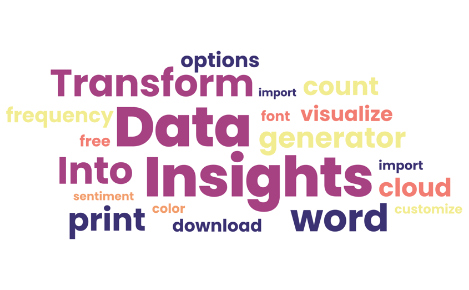 options
Transform import count
frequency Data font visualize
free generator
Into Insights import
sentiment cloud
print color download word customize